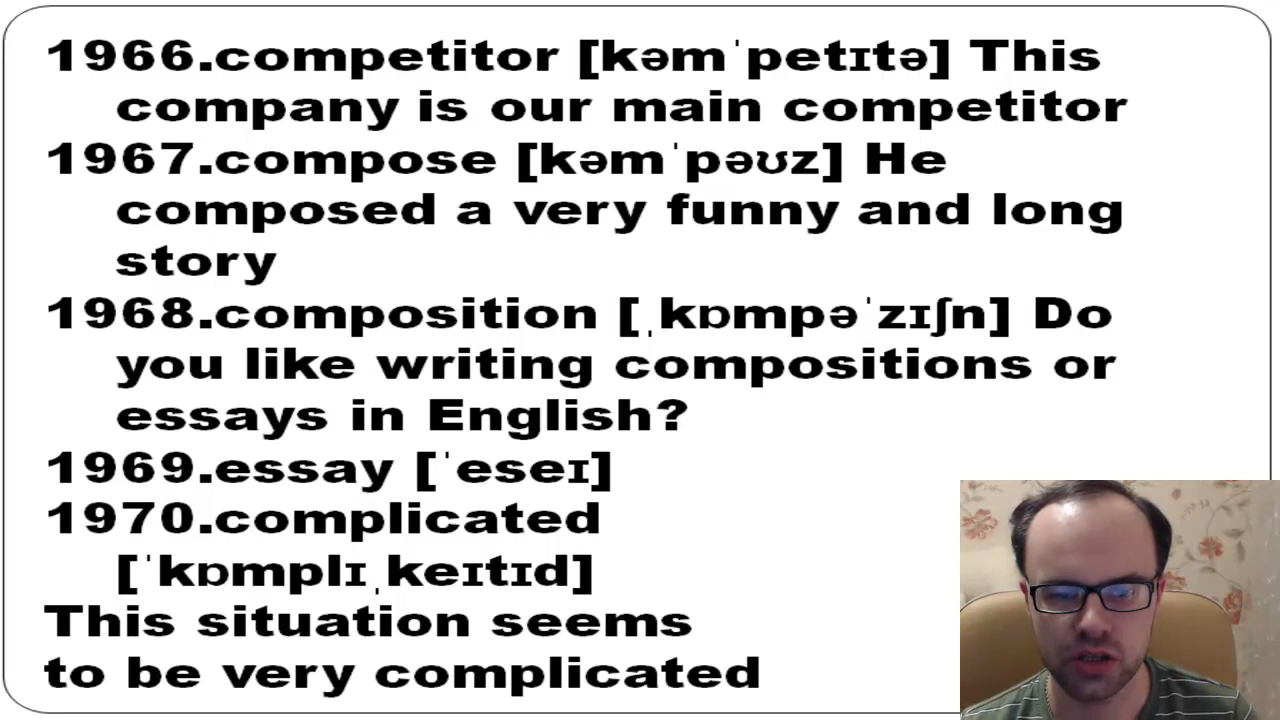 1966.competitor [kəmˈpetɪtə] This
company is our main competitor
1967.compose [kəmˈpəʊz] He
composed a very funny and long
story
1968.composition [ˌkɒmpəˈzɪʃn] Do
you like writing compositions or
essays in English?
1969.essay [ˈeseɪ]
1970.complicated
[ˈkɒmplɪˌkeɪtɪd]
This situation seems
to be very complicated